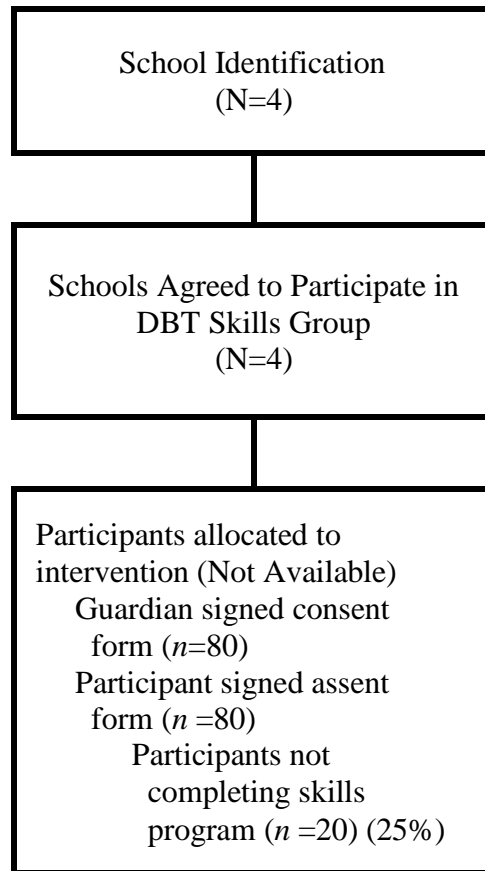 School Identification
(N=4)
Schools Agreed to Participate in
DBT Skills Group
(N=4)
Participants allocated to
intervention (Not Available)
Guardian signed consent
form (n=80)
Participant signed assent
form (n =80)
Participants not
completing skills
program (n =20) (25%)